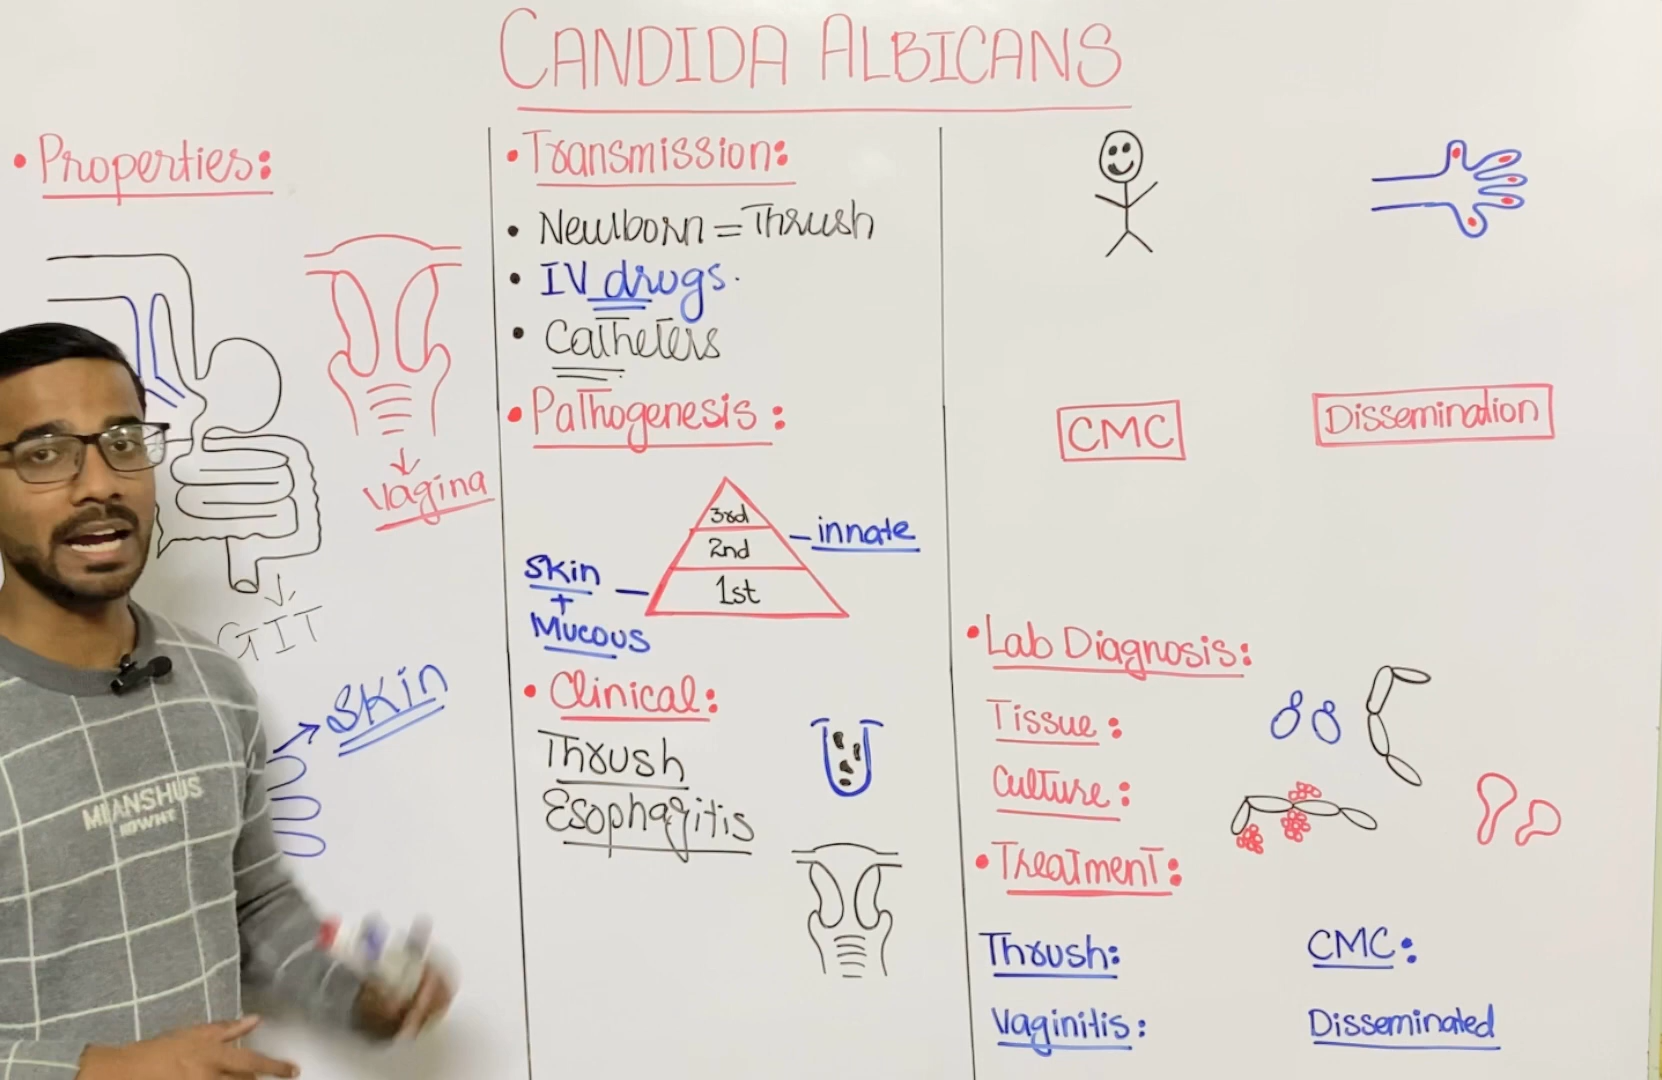 CANDIDA ALBICANS
• Properties:
Vagina
GIT
Skin
MIANSHUS
• Transmission:
• Newborn = Thrush
• IV drugs.
• Catheters
• Pathogenesis:
3rd
2nd
1st
innate
Skin
+
Mucous
• Clinical:
Thrush
Esophagitis
CMC
Dissemination
• Lab Diagnosis:
Tissue:
Culture:
• Treatment:
Thrush:
CMC:
Vaginitis:
Disseminated